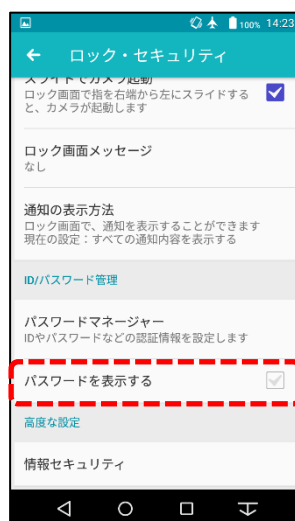 100% 14:23
ロック・セキュリティ
スライドでカメラ起動
ロック画面で指を右端から左にスライドする
と、カメラが起動します
ロック画面メッセージ
なし
通知の表示方法
ロック画面で、通知を表示することができます
現在の設定：すべての通知内容を表示する
ID/パスワード管理
パスワードマネージャー
IDやパスワードなどの認証情報を設定します
パスワードを表示する
高度な設定
情報セキュリティ